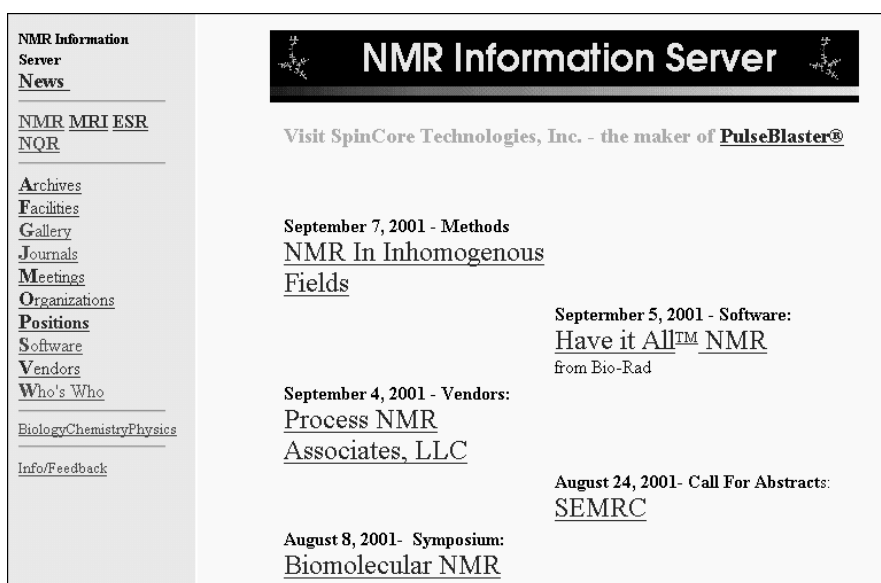 NMR Information
Server
News
NMR MRI ESR
NQR
Archives
Facilities
Gallery
Journals
Meetings
Organizations
Positions
Software
Vendors
Who's Who
BiologyChemistryPhysics
Info/Feedback
NMR Information Server
Visit SpinCore Technologies, Inc. - the maker of PulseBlaster®
September 7, 2001 - Methods
NMR In Inhomogenous
Fields
Septermber 5, 2001 - Software:
Have it All™ NMR
from Bio-Rad
September 4, 2001 - Vendors:
Process NMR
Associates, LLC
August 24, 2001- Call For Abstracts:
SEMRC
August 8, 2001- Symposium:
Biomolecular NMR